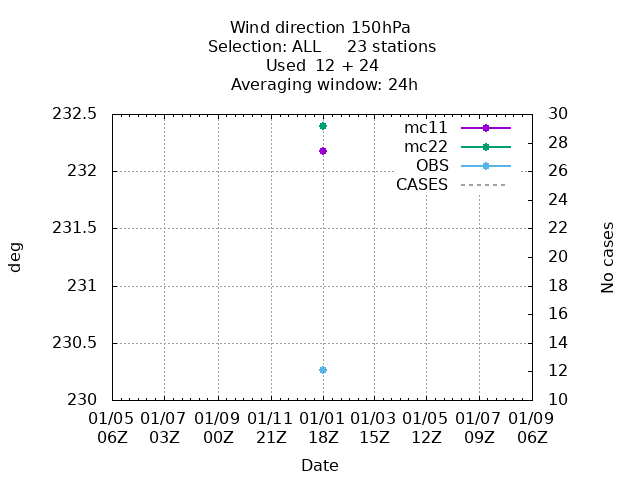 Wind direction 150hPa
Selection: ALL 23 stations
Used 12 + 24
Averaging window: 24h
232.5
232
231.5
231
230.5
230
30
28
26
24
22
20
18
16
14
12
10
mc11
mc22
OBS
CASES
deg
No cases
01/05 01/07 01/09 01/11 01/01 01/03 01/05 01/07 01/09
06Z 03Z 00Z 21Z 18Z 15Z 12Z 09Z 06Z
Date